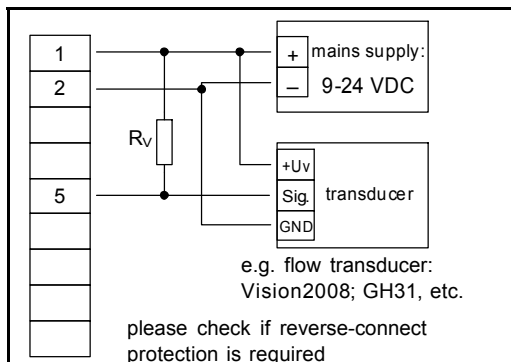 1
2
5
Rv
+
–
mains supply:
9-24 VDC
+Uv
Sig.
GND
transducer
e.g. flow transducer:
Vision2008; GH31, etc.
please check if reverse-connect
protection is required